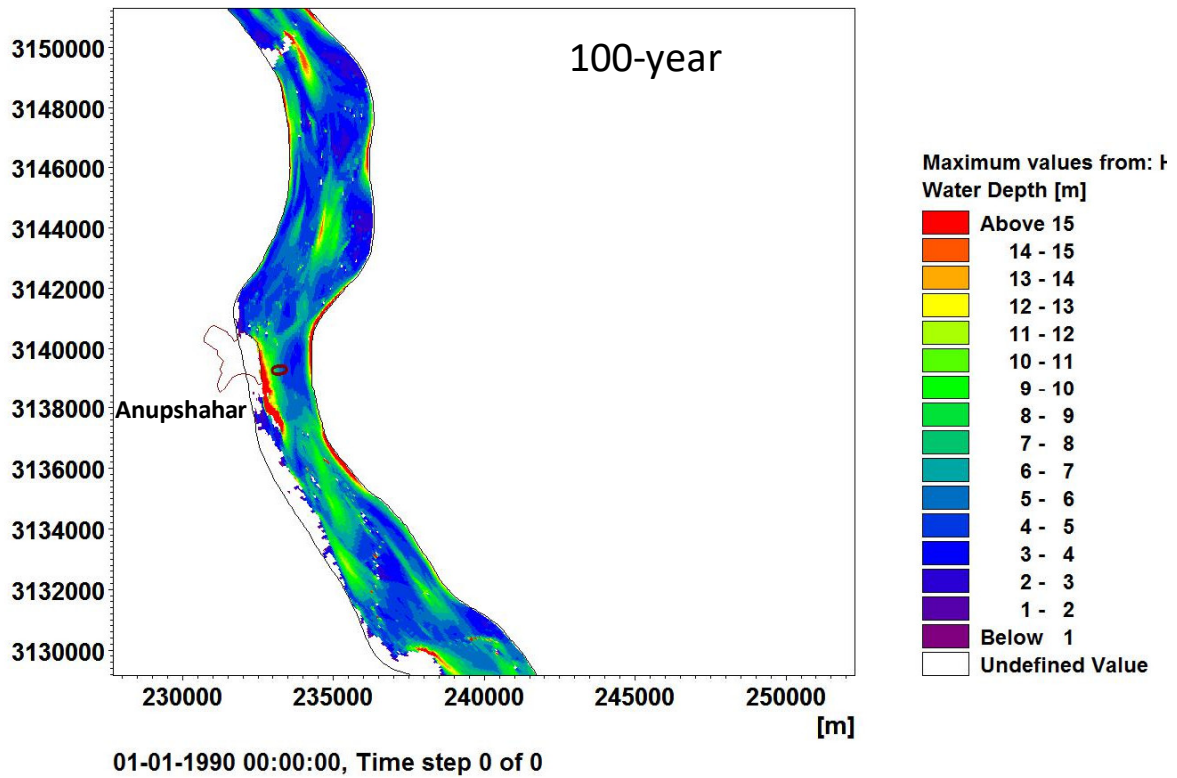 100-year
3150000
3148000
3146000
3144000
3142000
3140000
3138000
3136000
3134000
3132000
3130000
Anupshahar
230000 235000 240000 245000 250000
[m]
01-01-1990 00:00:00, Time step 0 of 0
Maximum values from:
Water Depth [m]
Above 15
14 - 15
13 - 14
12 - 13
11 - 12
10 - 11
9 - 10
8 - 9
7 - 8
6 - 7
5 - 6
4 - 5
3 - 4
2 - 3
1 - 2
Below 1
Undefined Value